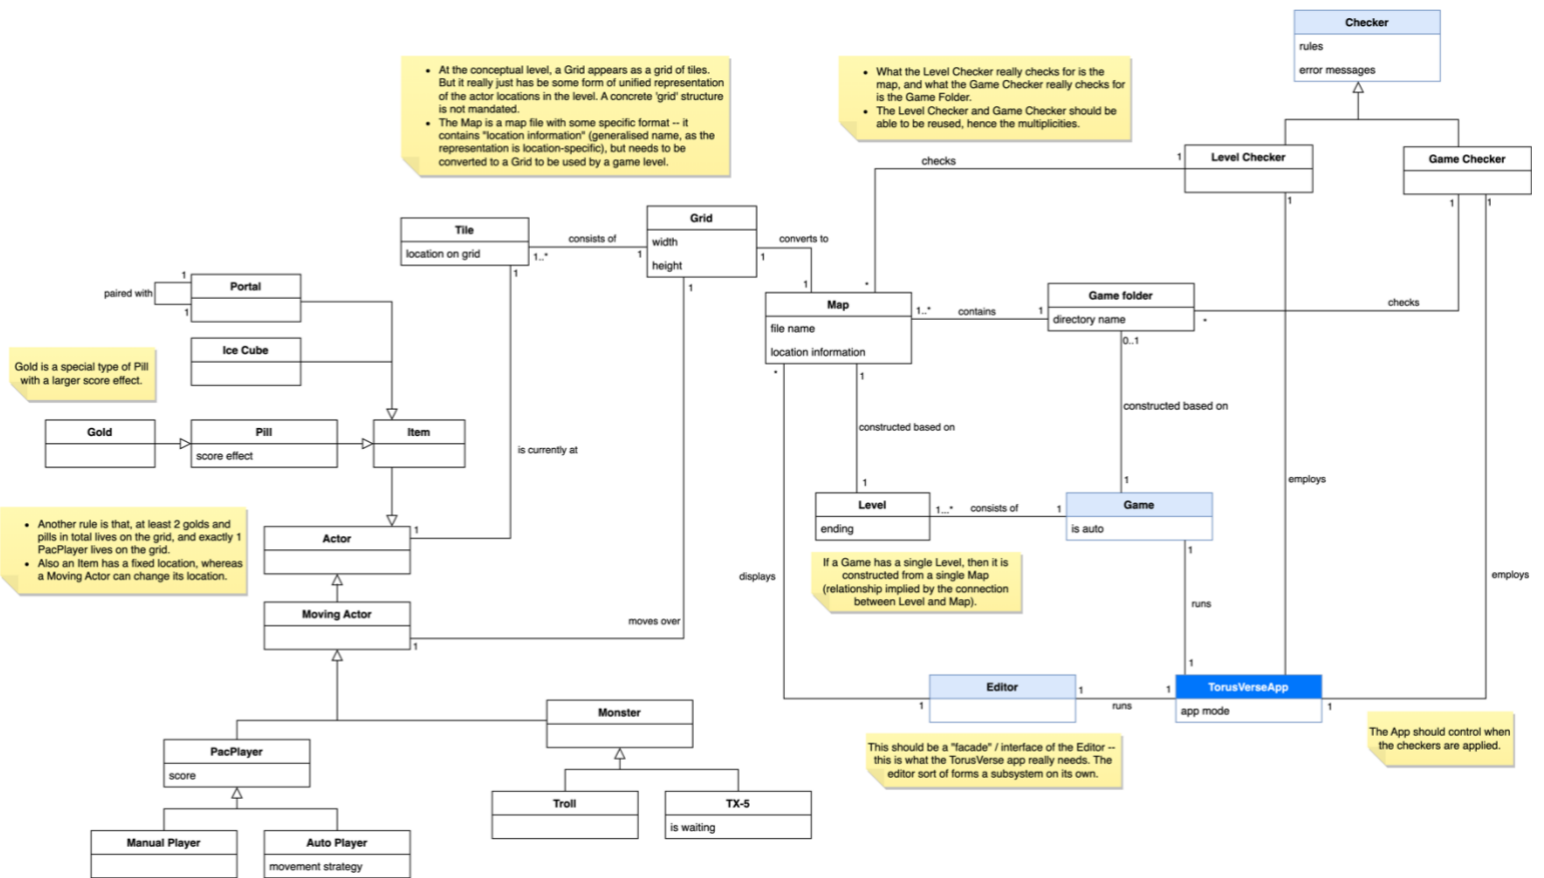 Checker
rules
error messages
• At the conceptual level, a Grid appears as a grid of tiles.
But it really just has be some form of unified representation
of the actor locations in the level. A concrete 'grid' structure
is not mandated.
• The Map is a map file with some specific format -- it
contains "location information" (generalised name, as the
representation is location-specific), but needs to be
converted to a Grid to be used by a game level.
• What the Level Checker really checks for is the
map, and what the Game Checker really checks for
is the Game Folder.
• The Level Checker and Game Checker should be
able to be reused, hence the multiplicities.
checks
1
Level Checker
1
Game Checker
1
1
Tile
location on grid
1..*
1
consists of
1
Grid
width
height
1
1
converts to
1
*
Portal
1
paired with
1
Ice Cube
Map
file name
location information
1..*
contains
1
Game folder
directory name
*
checks
0..1
*
1
Gold is a special type of Pill
with a larger score effect.
Gold
Pill
score effect
Item
is currently at
constructed based on
constructed based on
employs
1
1
Level
ending
1...*
consists of
1
Game
is auto
1
• Another rule is that, at least 2 golds and
pills in total lives on the grid, and exactly 1
PacPlayer lives on the grid.
• Also an Item has a fixed location, whereas
a Moving Actor can change its location.
Actor
1
If a Game has a single Level, then it is
constructed from a single Map
(relationship implied by the connection
between Level and Map).
displays
employs
runs
Moving Actor
1
moves over
1
Editor
1
1
runs
1
TorusVerseApp
app mode
1
Monster
PacPlayer
score
The App should control when
the checkers are applied.
This should be a "facade" / interface of the Editor --
this is what the TorusVerse app really needs. The
editor sort of forms a subsystem on its own.
Troll
TX-5
is waiting
Manual Player
Auto Player
movement strategy